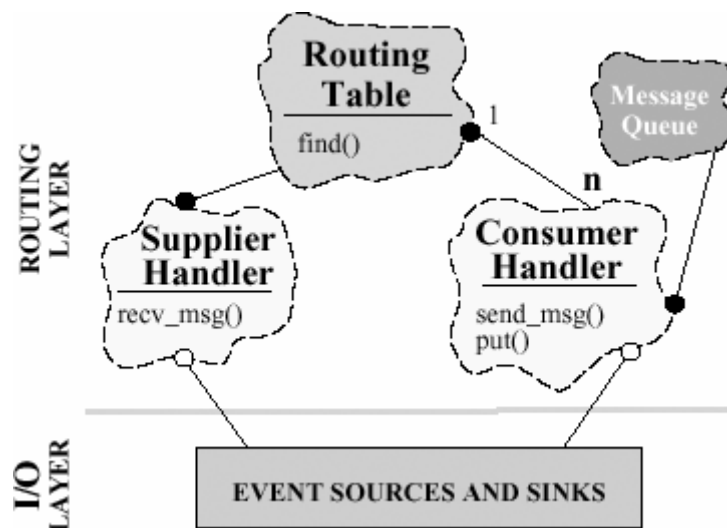 Routing
Table
find()
1
Message
Queue
n
ROUTING
LAYER
Supplier
Handler
recv_msg()
Consumer
Handler
send_msg()
put()
I/O
LAYER
EVENT SOURCES AND SINKS